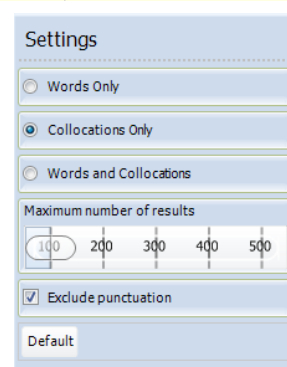 Settings
Words Only
Collocations Only
Words and Collocations
Maximum number of results
100 200 300 400 500
Exclude punctuation
Default